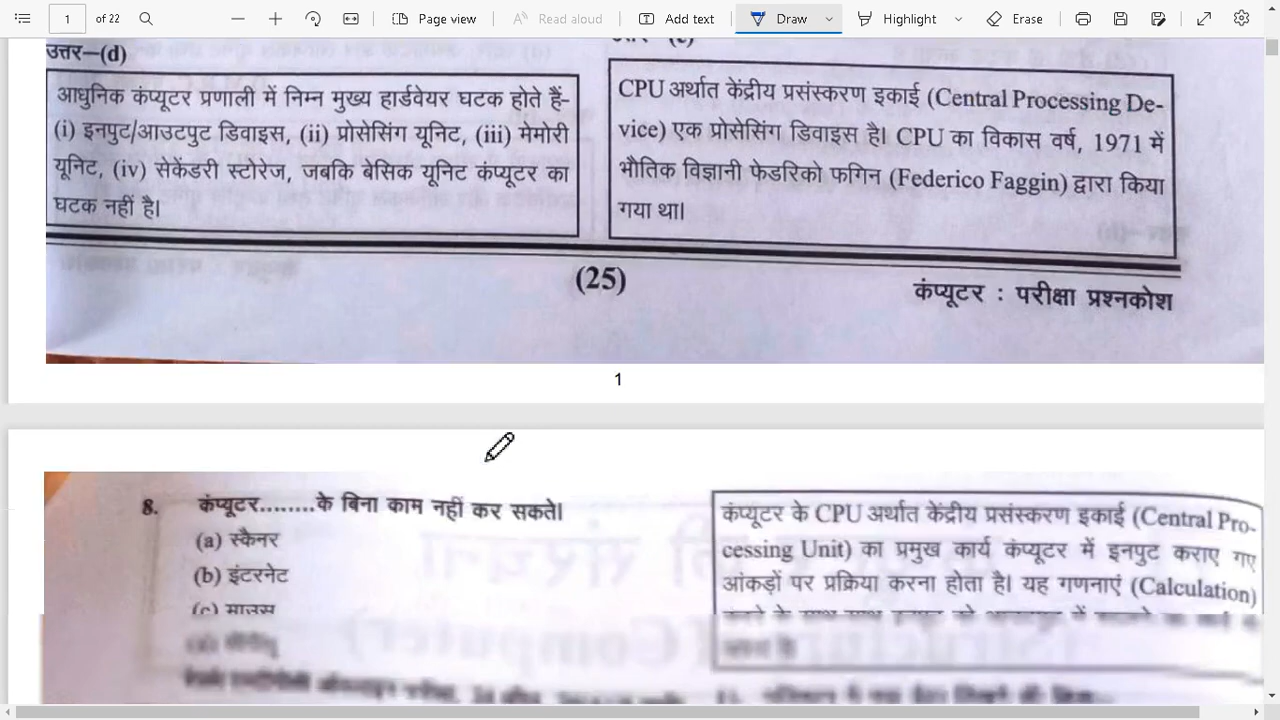 1
of 22
Page view
Read aloud
Add text
Draw
Highlight
Erase
उत्तर–(d)
आधुनिक कंप्यूटर प्रणाली में निम्न मुख्य हार्डवेयर घटक होते हैं-
(i) इनपुट/आउटपुट डिवाइस, (ii) प्रोसेसिंग यूनिट, (iii) मेमोरी
यूनिट, (iv) सेकेंडरी स्टोरेज, जबकि बेसिक यूनिट कंप्यूटर का
घटक नहीं है।
CPU अर्थात केंद्रीय प्रसंस्करण इकाई (Central Processing De-
vice) एक प्रोसेसिंग डिवाइस है। CPU का विकास वर्ष, 1971 में
भौतिक विज्ञानी फेडरिको फगिन (Federico Faggin) द्वारा किया
गया था।
(25)
कंप्यूटर : परीक्षा प्रश्नकोश
1
8. कंप्यूटर........के बिना काम नहीं कर सकते।
(a) स्कैनर
(b) इंटरनेट
(c) माउस
कंप्यूटर के CPU अर्थात केंद्रीय प्रसंस्करण इकाई (Central Pro-
cessing Unit) का प्रमुख कार्य कंप्यूटर में इनपुट कराए गए
आंकड़ों पर प्रक्रिया करना होता है। यह गणनाएं (Calculation)